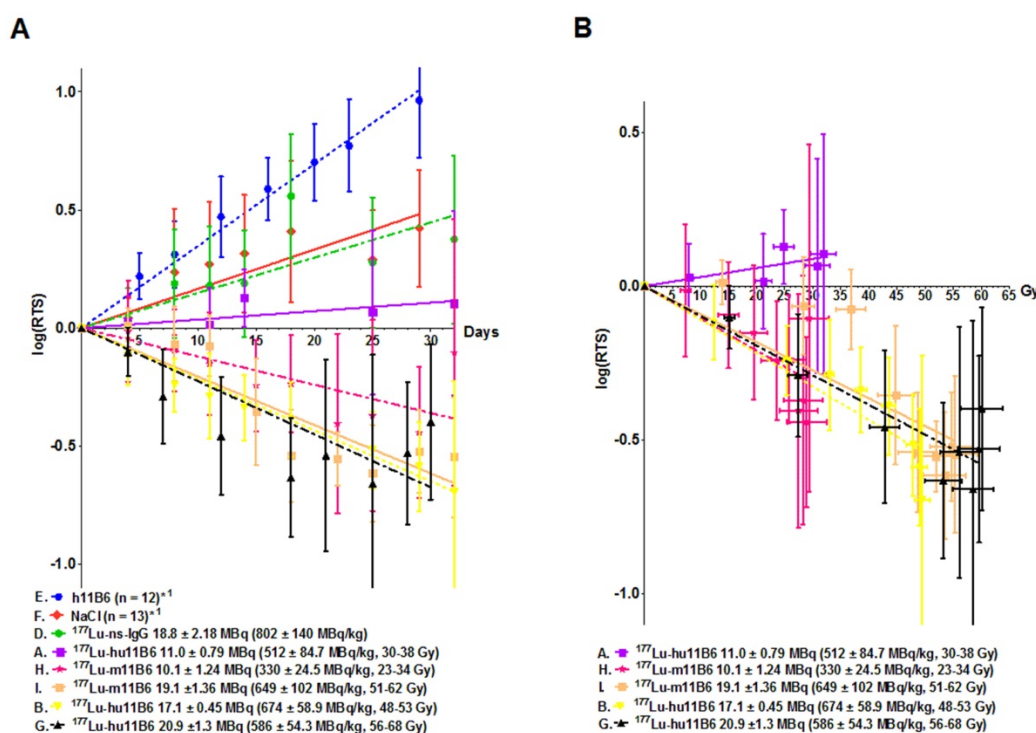 A
B
log(RTS)
1.0
0.5
0.0
-0.5
-1.0
10
20
30
Days
E. h11B6 (n = 12)*1
F. NaCl (n = 13)*1
D. 177Lu-ns-IgG 18.8 ± 2.18 MBq (802 ± 140 MBq/kg)
A. 177Lu-hu11B6 11.0 ± 0.79 MBq (512 ± 84.7 MBq/kg, 30-38 Gy)
H. 177Lu-m11B6 10.1 ± 1.24 MBq (330 ± 24.5 MBq/kg, 23-34 Gy)
I. 177Lu-m11B6 19.1 ± 1.36 MBq (649 ± 102 MBq/kg, 51-62 Gy)
B. 177Lu-hu11B6 17.1 ± 0.45 MBq (674 ± 58.9 MBq/kg, 48-53 Gy)
G. 177Lu-hu11B6 20.9 ±1.3 MBq (586 ± 54.3 MBq/kg, 56-68 Gy)
log(RTS)
0.5
0.0
-0.5
-1.0
5 10 15 20 25 30 35 40 45 50 55 60 65
Gy
A. 177Lu-hu11B6 11.0 ± 0.79 MBq (512 ± 84.7 MBq/kg, 30-38 Gy)
H. 177Lu-m11B6 10.1 ± 1.24 MBq (330 ± 24.5 MBq/kg, 23-34 Gy)
I. 177Lu-m11B6 19.1 ± 1.36 MBq (649 ± 102 MBq/kg, 51-62 Gy)
B. 177Lu-hu11B6 17.1 ± 0.45 MBq (674 ± 58.9 MBq/kg, 48-53 Gy)
G. 177Lu-hu11B6 20.9 ±1.3 MBq (586 ± 54.3 MBq/kg, 56-68 Gy)